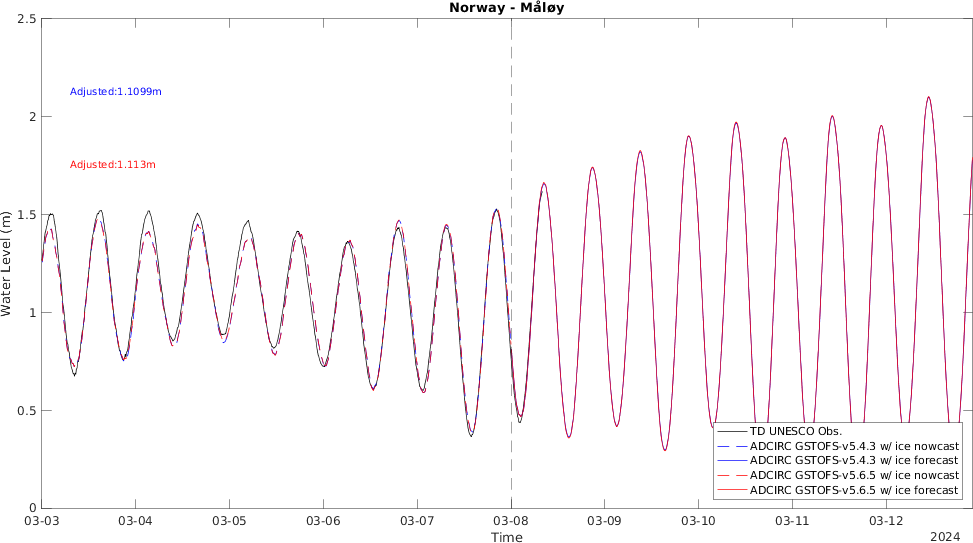 Norway - Måløy
2.5
2
1.5
1
0.5
0
Water Level (m)
Adjusted:1.1099m
Adjusted:1.113m
TD UNESCO Obs.
ADCIRC GSTOFS-v5.4.3 w/ ice nowcast
ADCIRC GSTOFS-v5.4.3 w/ ice forecast
ADCIRC GSTOFS-v5.6.5 w/ ice nowcast
ADCIRC GSTOFS-v5.6.5 w/ ice forecast
03-03 03-04 03-05 03-06 03-07 03-08 03-09 03-10 03-11 03-12
Time
2024